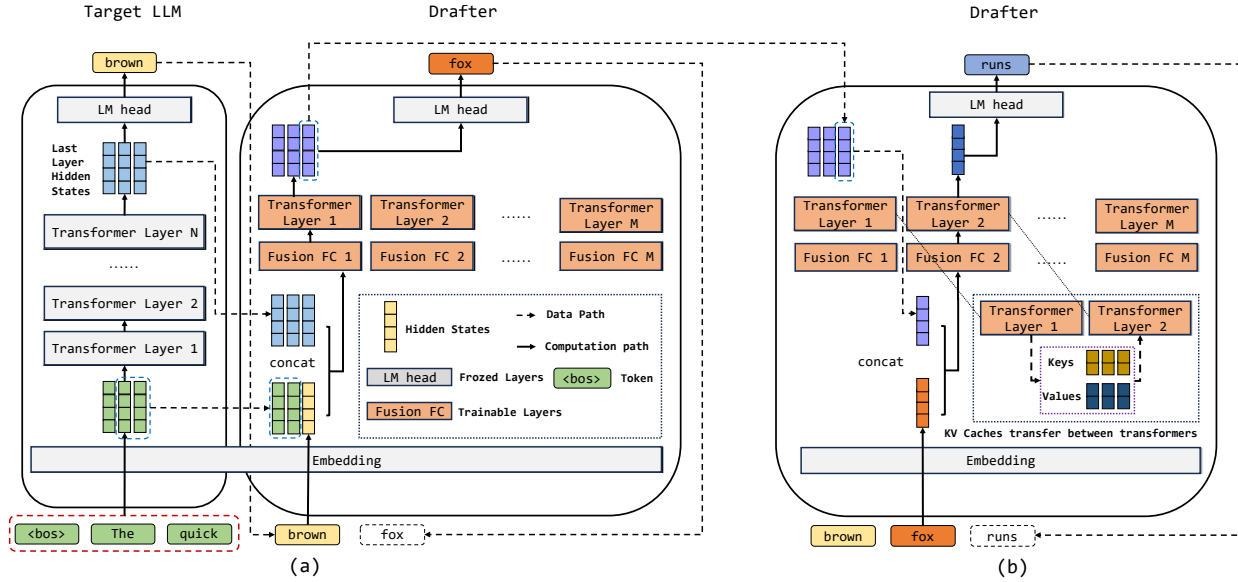 Target LLM
Drafter
brown
fox
LM head
LM head
Last
Layer
Hidden
States
Transformer Layer N
......
Transformer Layer 2
Transformer Layer 1
Transformer
Layer 1
Transformer
Layer 2
......
Transformer
Layer M
Fusion FC 1
Fusion FC 2
......
Fusion FC M
concat
Hidden States
Data Path
Computation path
LM head
Frozed Layers
<bos>
Token
Fusion FC
Trainable Layers
Embedding
<bos>
The
quick
brown
fox
(a)
Drafter
runs
LM head
Transformer
Layer 1
Transformer
Layer 2
......
Transformer
Layer M
Fusion FC 1
Fusion FC 2
......
Fusion FC M
concat
Transformer
Layer 1
Transformer
Layer 2
Keys
Values
KV Caches transfer between transformers
Embedding
brown
fox
runs
(b)